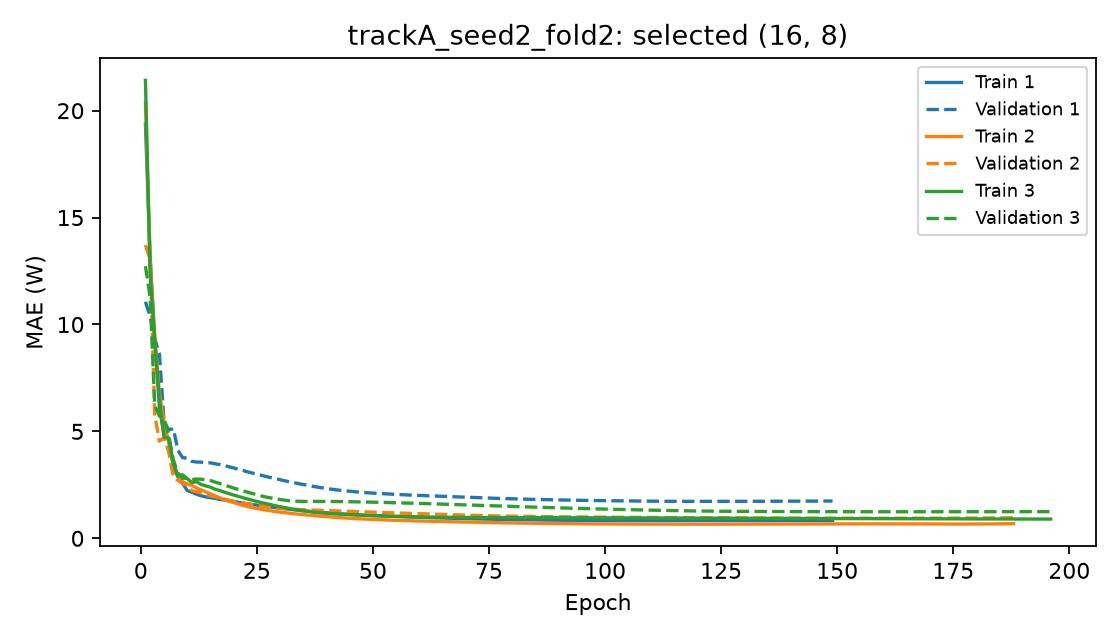 trackA_seed2_fold2: selected (16, 8)
MAE (W)
20
15
10
5
0
Train 1
Validation 1
Train 2
Validation 2
Train 3
Validation 3
0 25 50 75 100 125 150 175 200
Epoch